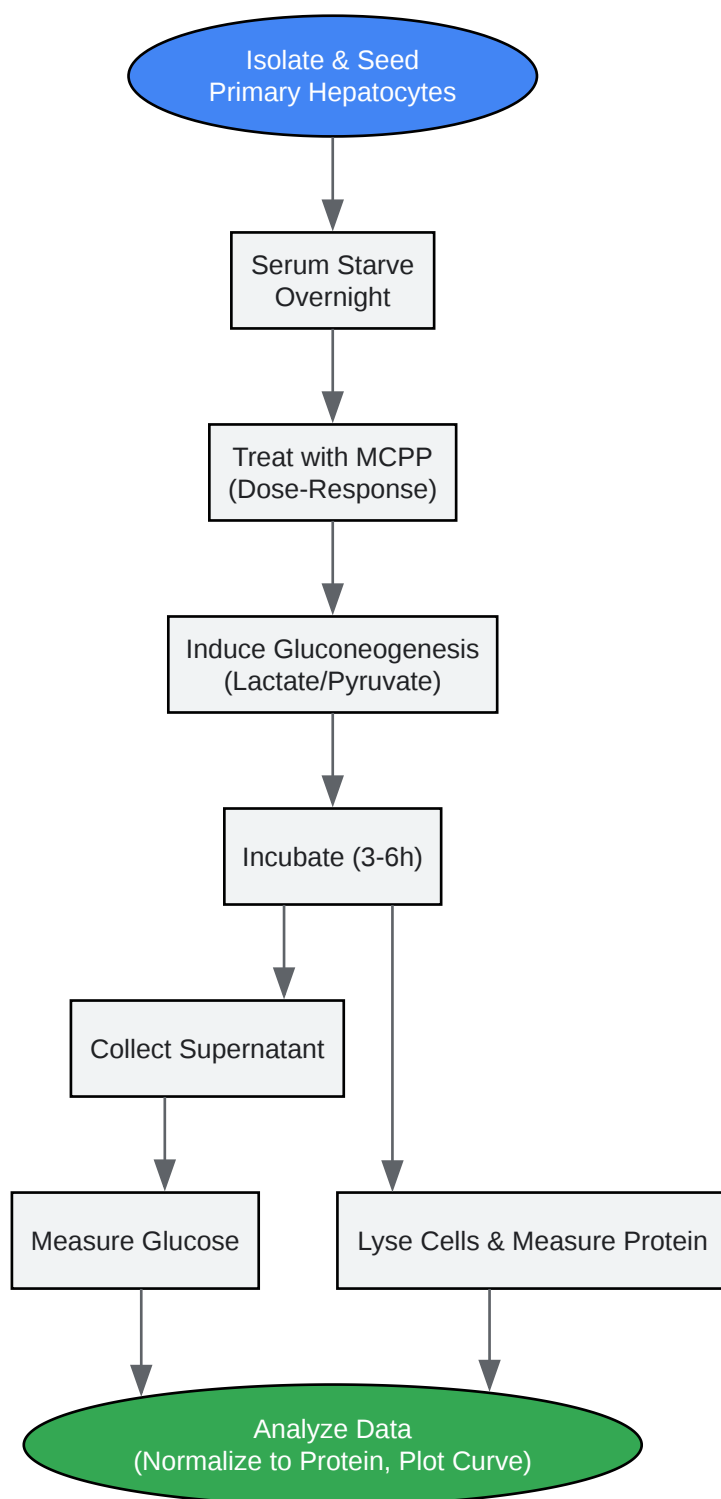 Isolate & Seed
Primary Hepatocytes
Serum Starve
Overnight
Treat with MCPP
(Dose-Response)
Induce Gluconeogenesis
(Lactate/Pyruvate)
Incubate (3-6h)
Collect Supernatant
Measure Glucose
Lyse Cells & Measure Protein
Analyze Data
(Normalize to Protein, Plot Curve)